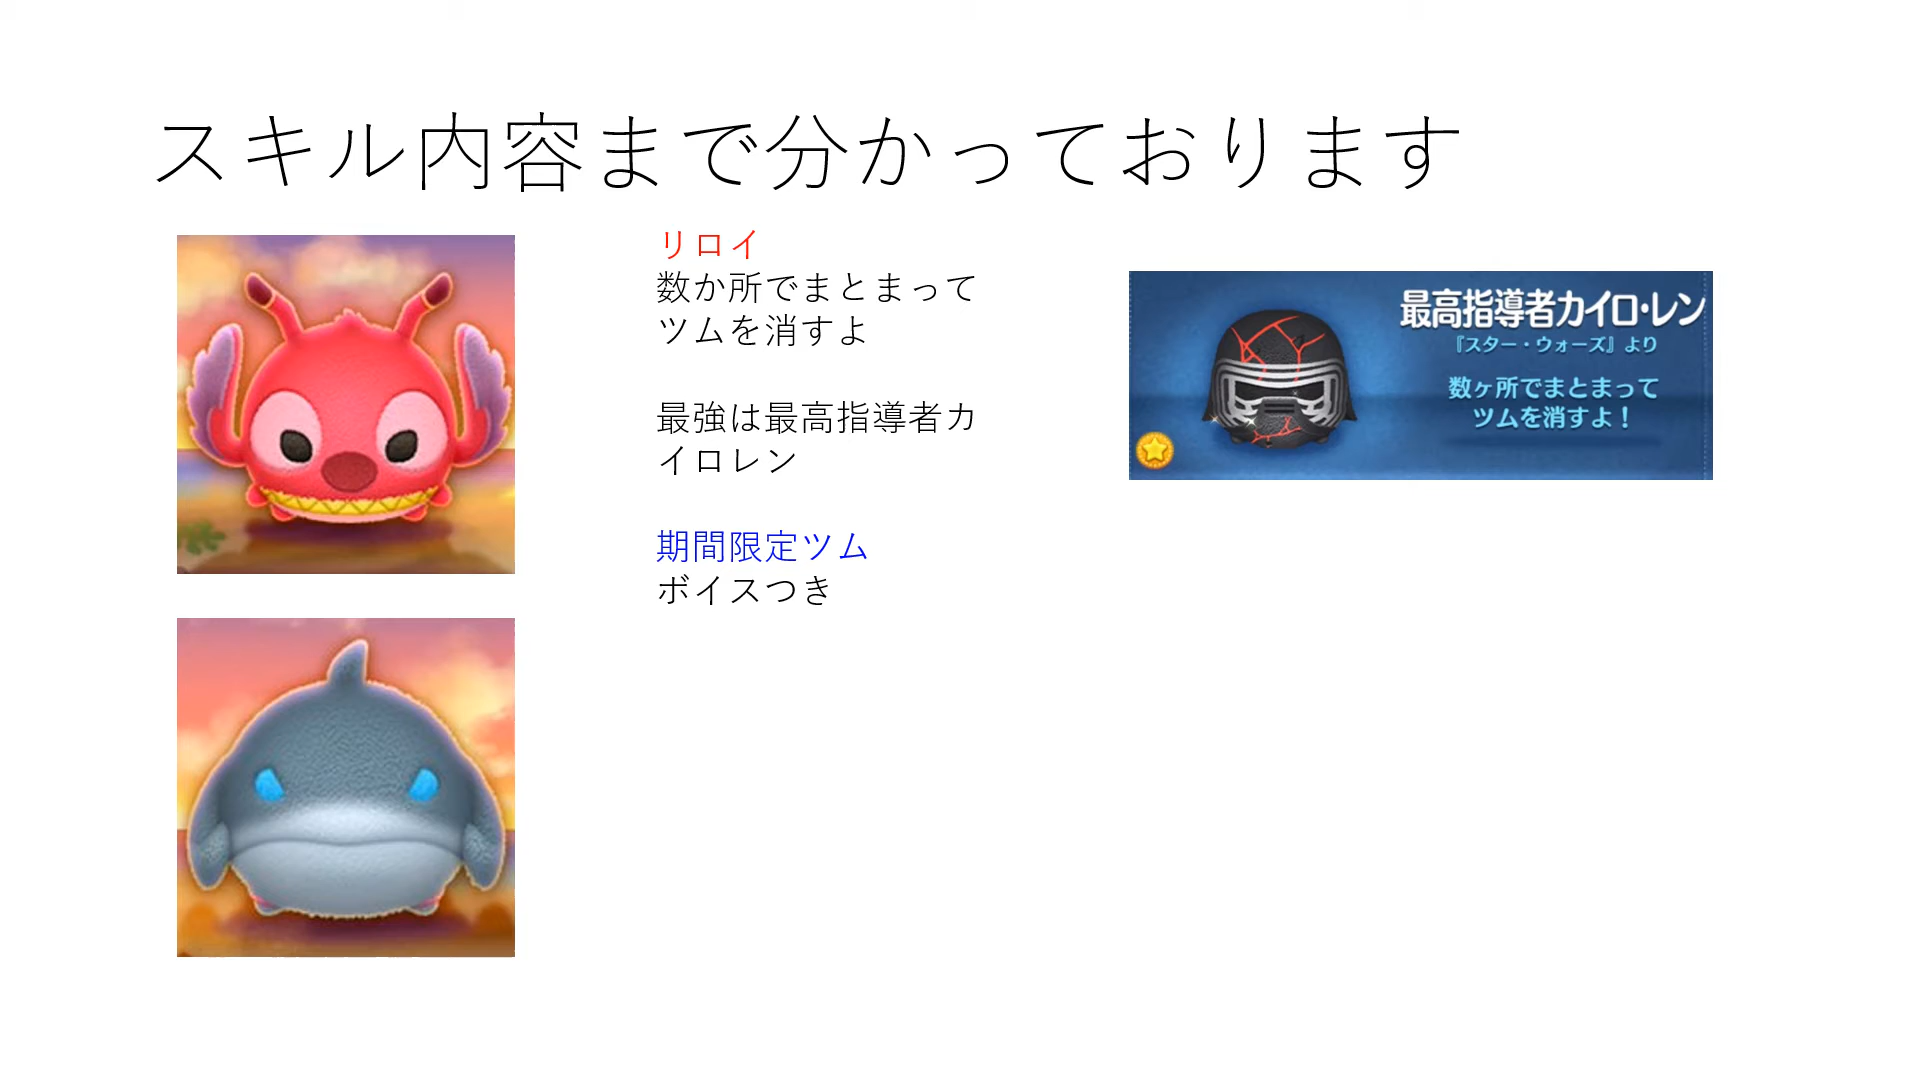 スキル内容まで分かっております
リロイ
数か所でまとまって
ツムを消すよ
最強は最高指導者カ
イロレン
期間限定ツム
ボイスつき
最高指導者カイロ・レン
『スター・ウォーズ』より
数ヶ所でまとまって
ツムを消すよ！